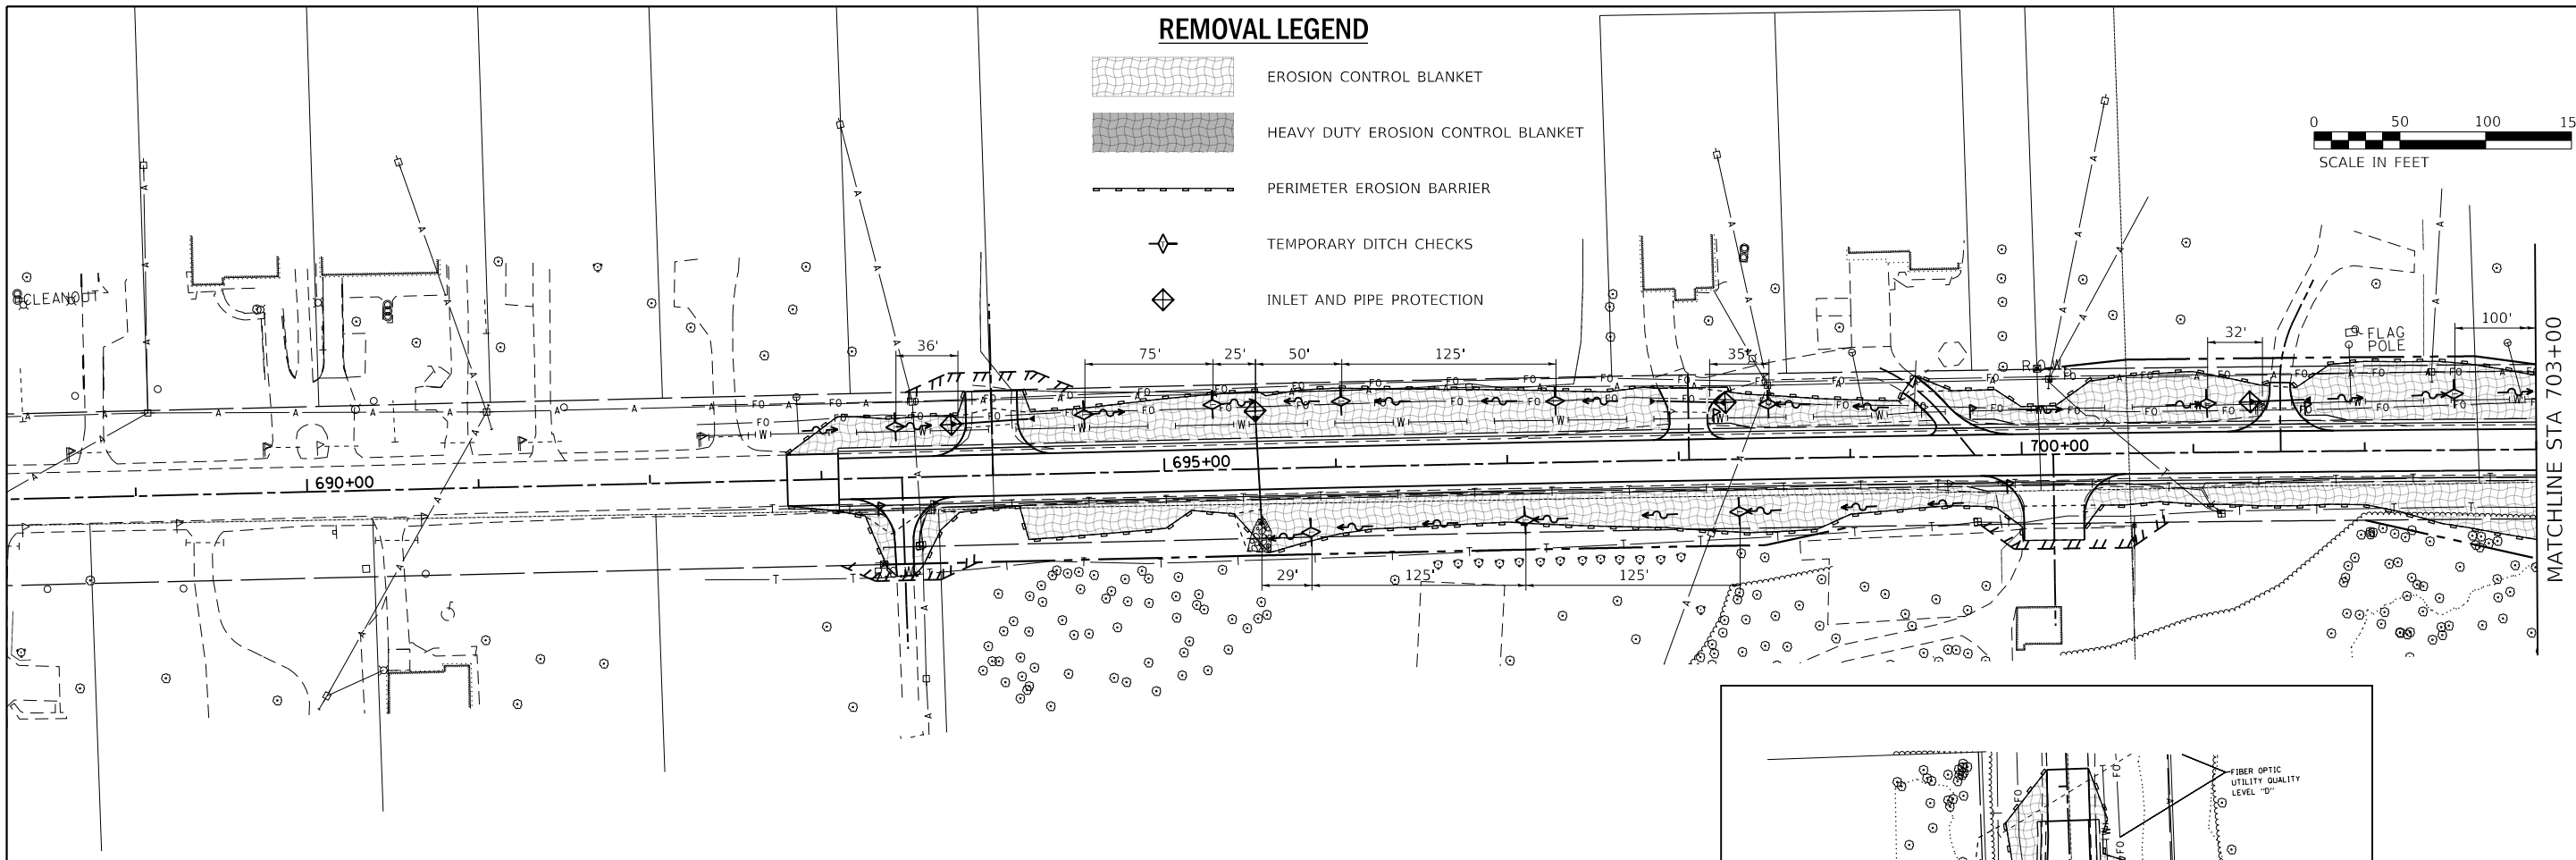 REMOVAL LEGEND
EROSION CONTROL BLANKET
HEAVY DUTY EROSION CONTROL BLANKET
PERIMETER EROSION BARRIER
TEMPORARY DITCH CHECKS
INLET AND PIPE PROTECTION
0 50 100 15
SCALE IN FEET
CLEANOUT
FLAG
POLE
100'
36'
75'
25'
50'
125'
35'
32'
690+00
695+00
700+00
MATCHLINE STA 703+00
29'
125'
125'
FIBER OPTIC
UTILITY QUALITY
LEVEL "D"